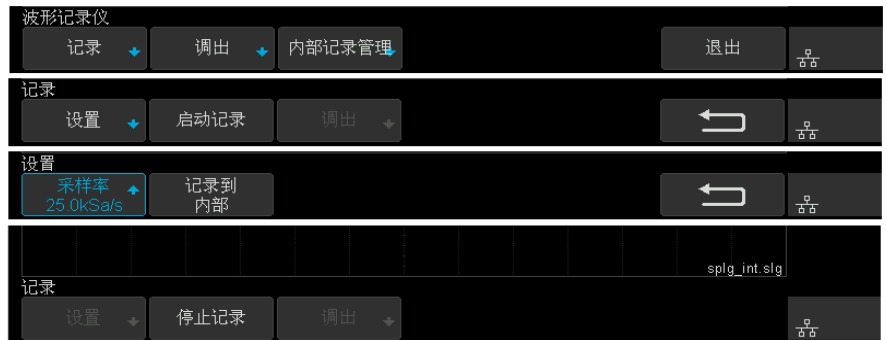 波形记录仪
记录 调出 内部记录管理 退出
记录
设置 启动记录 调出
设置
采样率 记录到
25.0kSa/s 内部
splg_int.slg
记录
设置 停止记录 调出